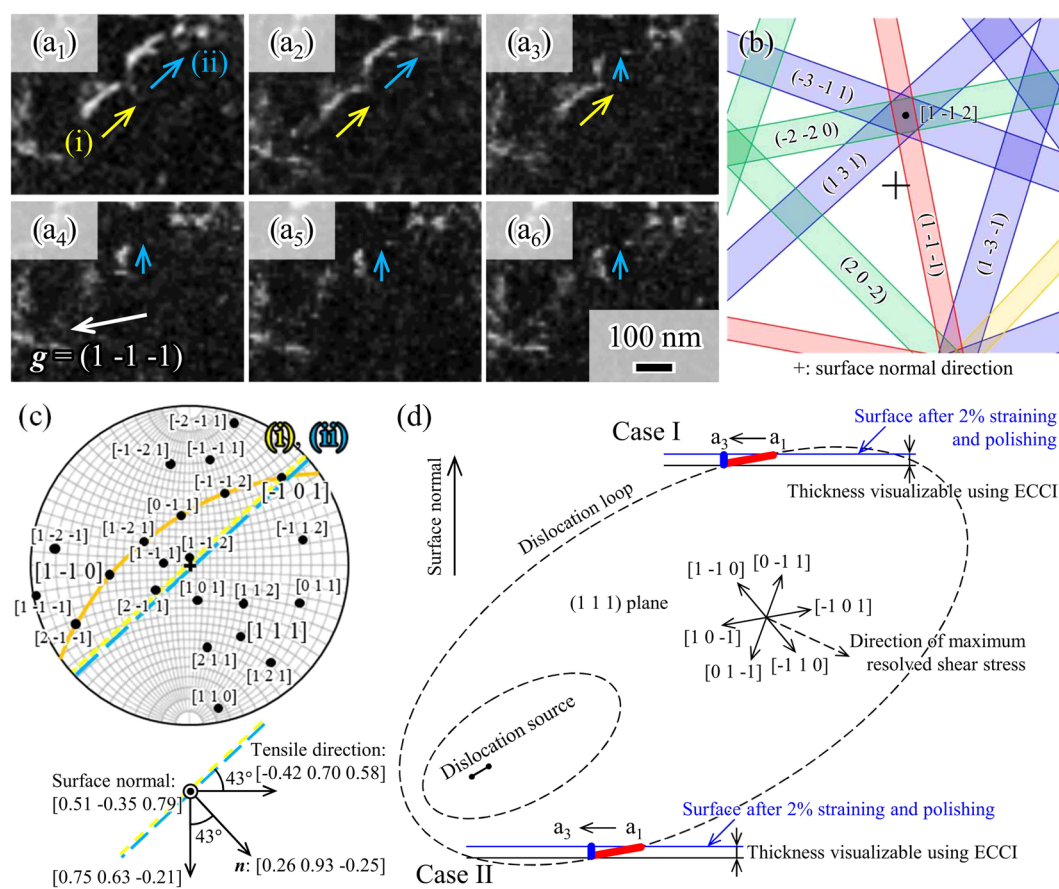 (a1)
(ii)
(i)
(a2)
(a3)
(a4)
g = (1 -1 -1)
(a5)
(a6)
100 nm
(b)
(-3 -1 1)
[1 -1 2]
(-2 -2 0)
(1 3 1)
(1 -1 -1)
(1 -3 -1)
(2 0 -2)
+: surface normal direction
(c)
[-2 -1 1]
(i), (ii)
[-1 -2 1]
[-1 -1 1]
[-1 -1 2]
[-1 0 1]
[0 -1 1]
[1 -2 1]
[1 -2 -1]
[-1 1 2]
[1 -1 2]
[1 -1 1]
[1 -1 0]
[1 0 1]
[0 1 1]
[1 -1 -1]
[2 -1 1]
[1 1 2]
[2 -1 -1]
[1 1 1]
[2 1 1]
[1 2 1]
[1 1 0]
Surface normal:
[0.51 -0.35 0.79]
43°
Tensile direction:
[-0.42 0.70 0.58]
43°
n: [0.26 0.93 -0.25]
[0.75 0.63 -0.21]
(d)
Case I
a3
a1
Surface after 2% straining
and polishing
Thickness visualizable using ECCI
Surface normal
Dislocation loop
(1 1 1) plane
[1 -1 0]
[0 -1 1]
[-1 0 1]
[1 0 -1]
[0 1 -1]
[-1 1 0]
Direction of maximum
resolved shear stress
Dislocation source
Surface after 2% straining and polishing
a3
a1
Thickness visualizable using ECCI
Case II